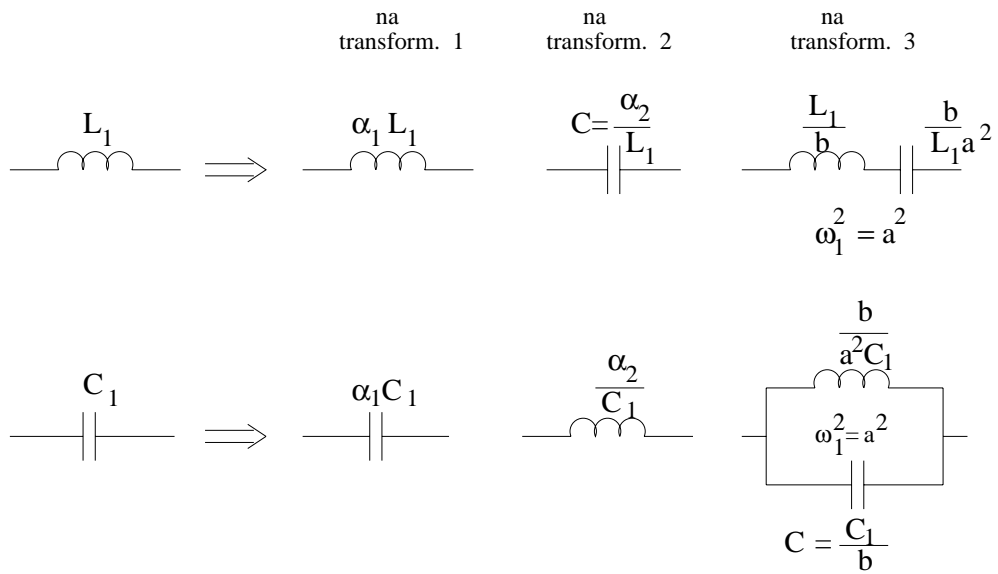 na na na
transform. 1 transform. 2 transform. 3
L₁ α₁ L₁ C= α₂ / L₁ L₁ / b b / L₁a²
ω₁² = a²
C₁ α₁C₁ α₂ / C₁ b / a²C₁
ω₁²= a²
C = C₁ / b